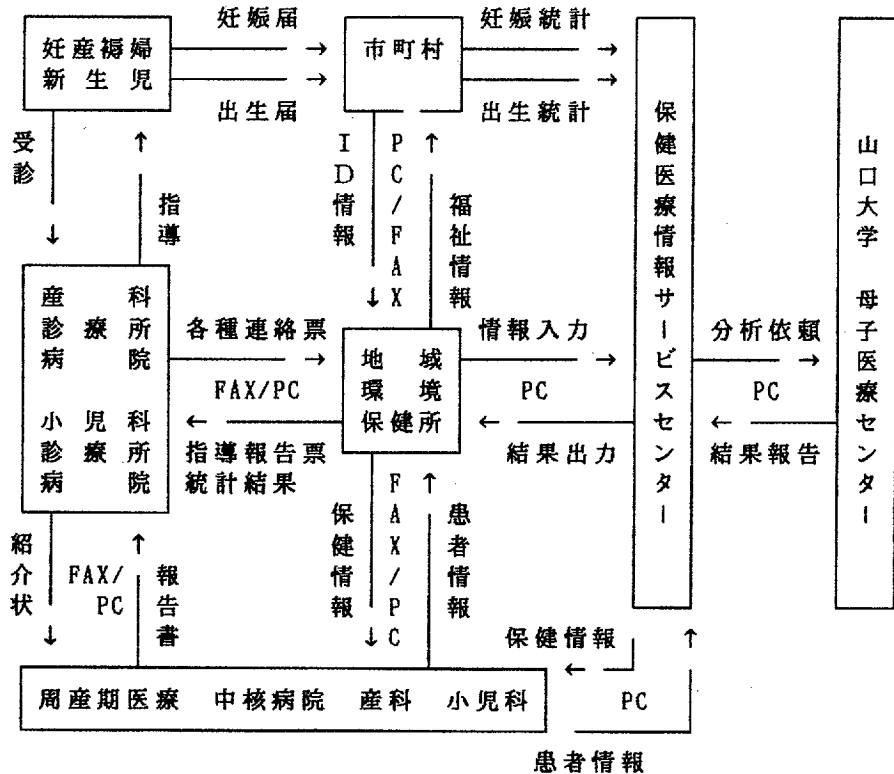 妊娠届
妊娠統計
妊産褥婦
新生児
市町村
出生届
出生統計
受診
指導
ID情報
PC/FAX
福祉情報
保健医療情報サービスセンター
山口大学 母子医療センター
産科
診療所
病院
小児科
診療所
病院
各種連絡票
FAX/PC
指導報告票
統計結果
地域
環境
保健所
情報入力
PC
結果出力
分析依頼
PC
結果報告
紹介状
FAX/
PC
報告書
保健情報
FAX/PC
患者情報
保健情報
周産期医療 中核病院 産科 小児科
PC
患者情報